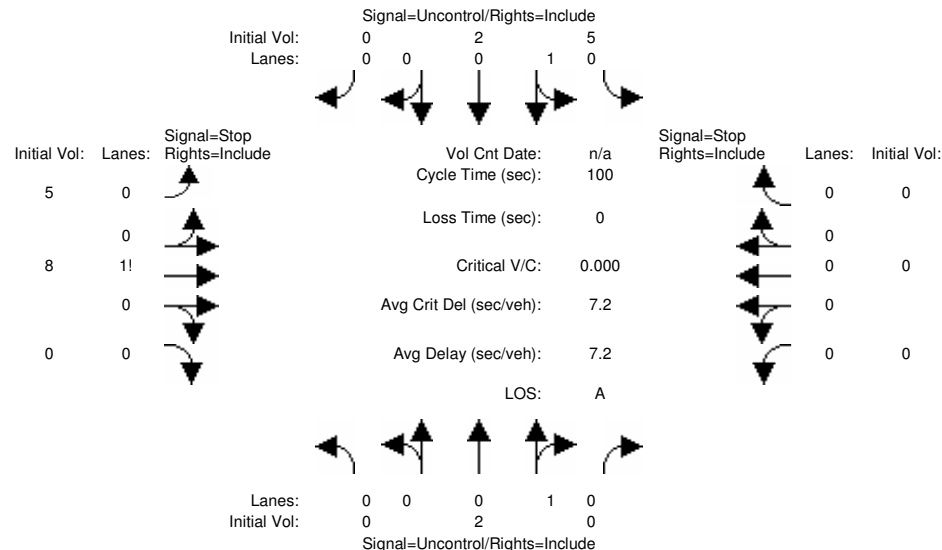 Signal=Uncontrol/Rights=Include
Initial Vol: 0 2 5
Lanes: 0 0 0 1 0
Signal=Stop Signal=Stop
Initial Vol: Lanes: Rights=Include Vol Cnt Date: n/a Rights=Include Lanes: Initial Vol:
Cycle Time (sec): 100
5 0 0 0
Loss Time (sec): 0
0 0
8 1! Critical V/C: 0.000 0 0
0 Avg Crit Del (sec/veh): 7.2 0
0 0 Avg Delay (sec/veh): 7.2 0 0
LOS: A
Lanes: 0 0 0 1 0
Initial Vol: 0 2 0
Signal=Uncontrol/Rights=Include